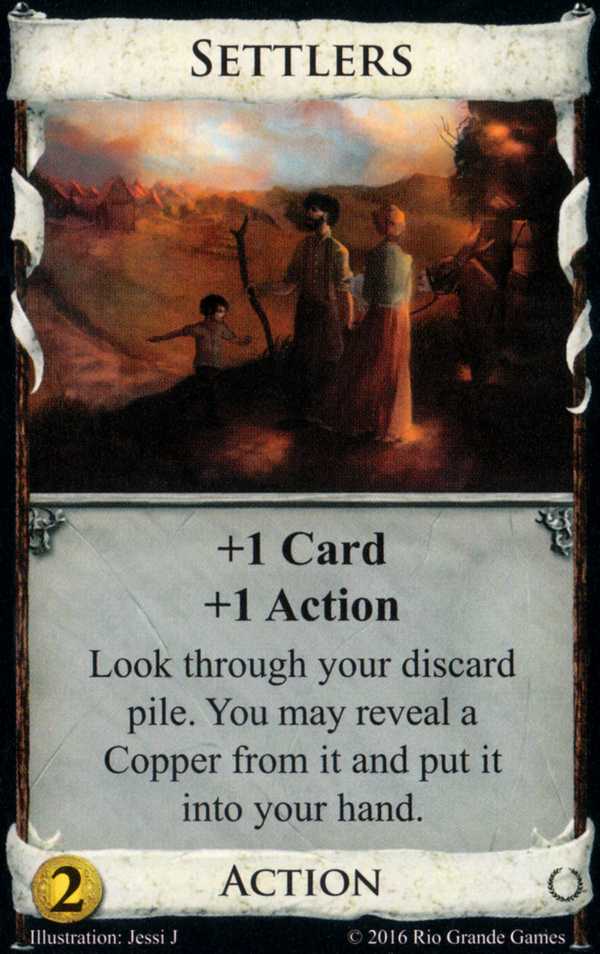 SETTLERS
+1 Card
+1 Action
Look through your discard
pile. You may reveal a
Copper from it and put it
into your hand.
2
ACTION
Illustration: Jessi J
© 2016 Rio Grande Games